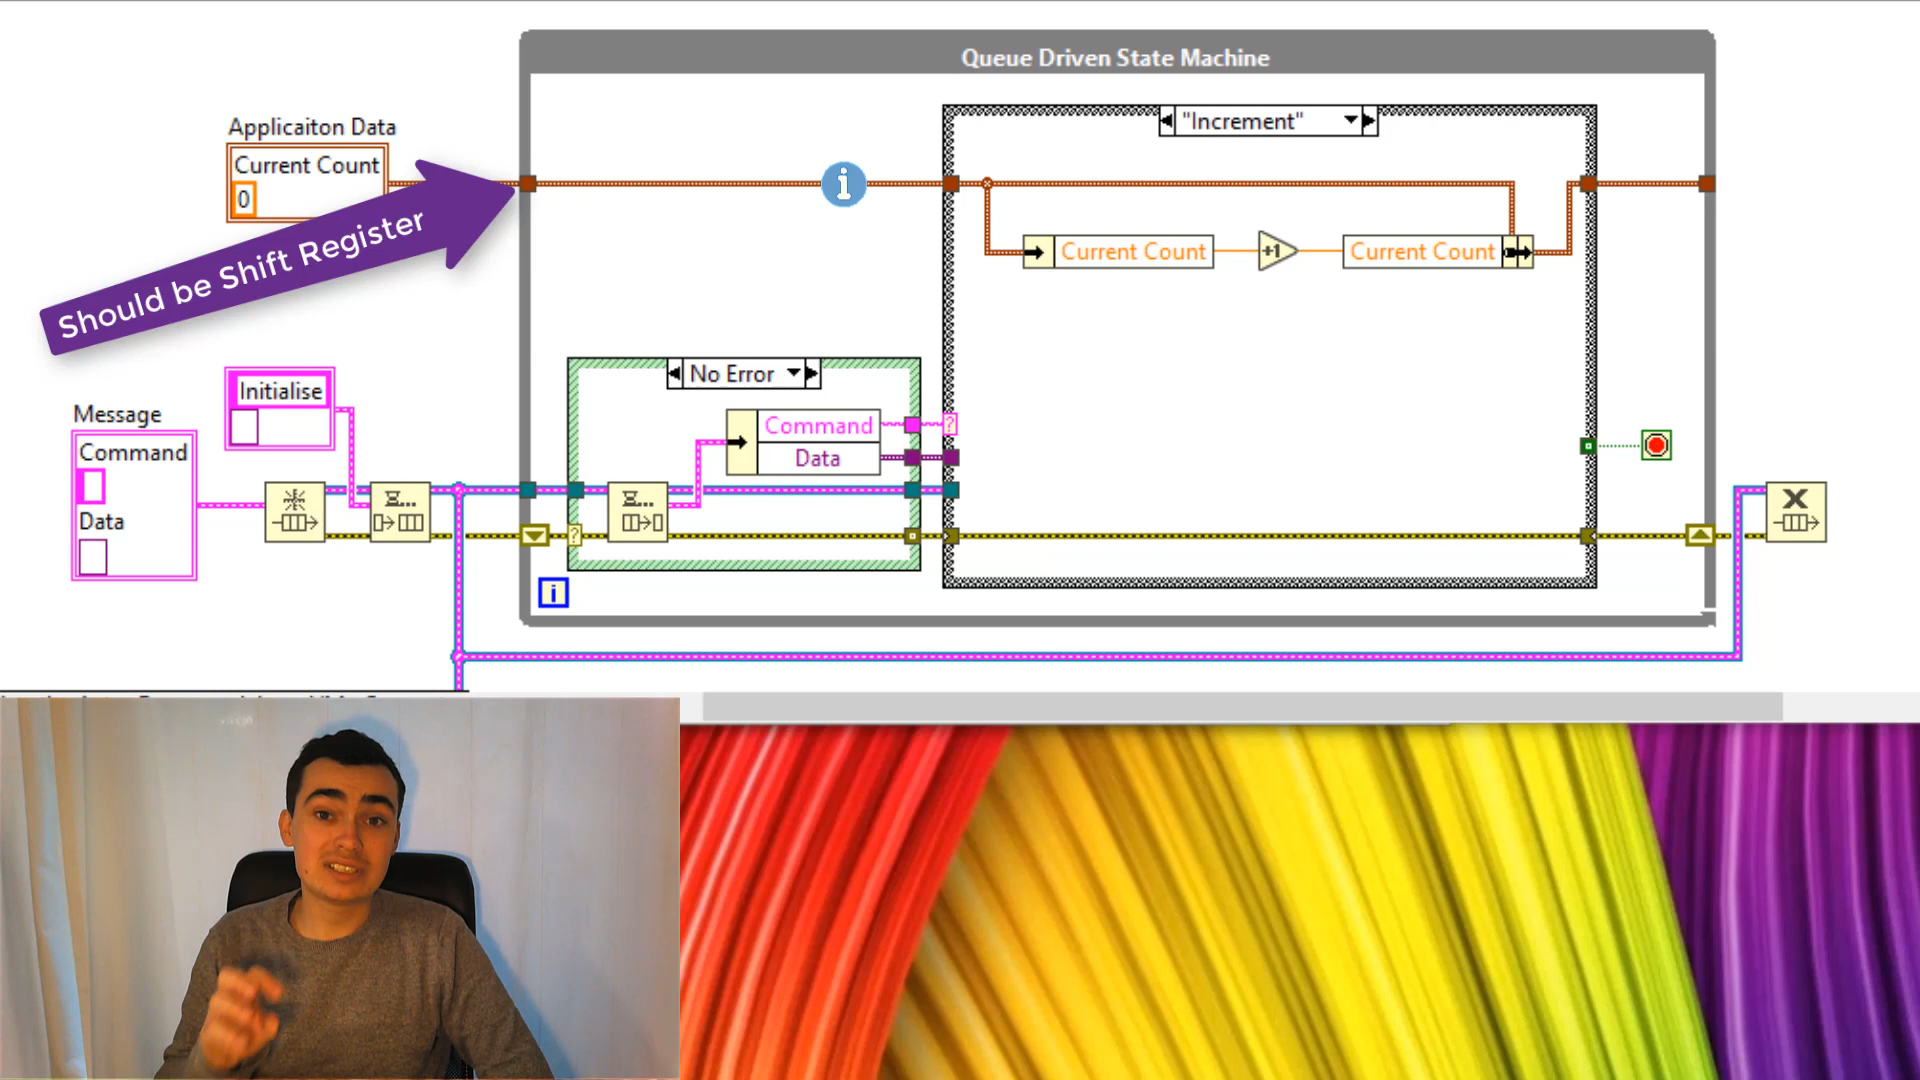 Queue Driven State Machine
Applicaiton Data
Current Count
0
Should be Shift Register
i
"Increment"
Current Count
+1
Current Count
Initialise
Message
Command
Data
No Error
Command
Data
?
?
i